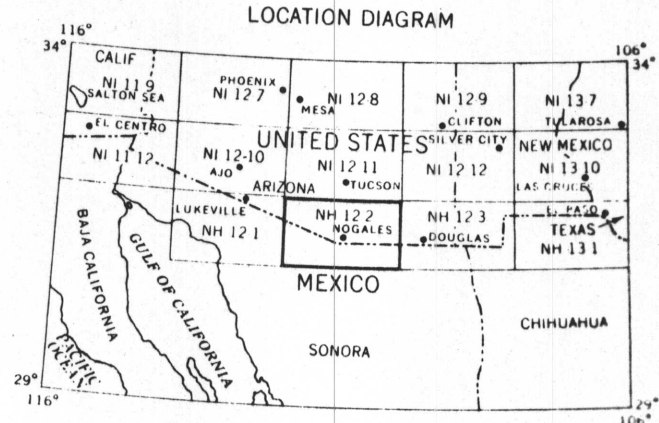 LOCATION DIAGRAM
116°
106°
34°
34°
CALIF
NI 11 9
SALTON SEA
PHOENIX
NI 12-7
MESA
NI 12-8
NI 12-9
NI 13-7
EL CENTRO
CLIFTON
TULAROSA
UNITED STATES
SILVER CITY
NEW MEXICO
NI 11 12
NI 12-10
AJO
NI 12 11
NI 12 12
NI 13 10
TUCSON
LAS CRUCES
ARIZONA
LUKEVILLE
NH 12 1
NH 12 2
NOGALES
NH 12 3
DOUGLAS
EL PASO
TEXAS
NH 13 1
BAJA CALIFORNIA
GULF OF CALIFORNIA
MEXICO
CHIHUAHUA
SONORA
PACIFIC
OCEAN
29°
116°
29°
106°